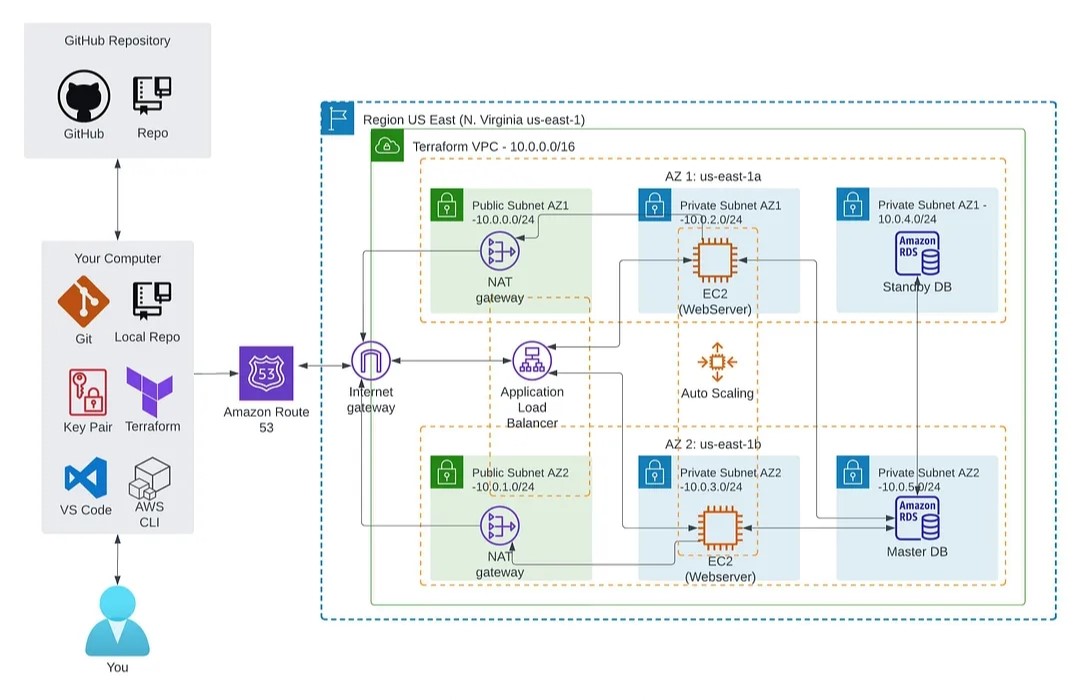 GitHub Repository
GitHub
Repo
Your Computer
Git
Local Repo
Key Pair
Terraform
VS Code
AWS
CLI
You
53
Amazon Route
53
Region US East (N. Virginia us-east-1)
Terraform VPC - 10.0.0.0/16
AZ 1: us-east-1a
Public Subnet AZ1
-10.0.0.0/24
NAT
gateway
Private Subnet AZ1
-10.0.2.0/24
EC2
(WebServer)
Private Subnet AZ1 -
10.0.4.0/24
Amazon
RDS
Standby DB
Internet
gateway
Application
Load
Balancer
Auto Scaling
AZ 2: us-east-1b
Public Subnet AZ2
-10.0.1.0/24
NAT
gateway
Private Subnet AZ2
-10.0.3.0/24
EC2
(Webserver)
Private Subnet AZ2
-10.0.5.0/24
Amazon
RDS
Master DB